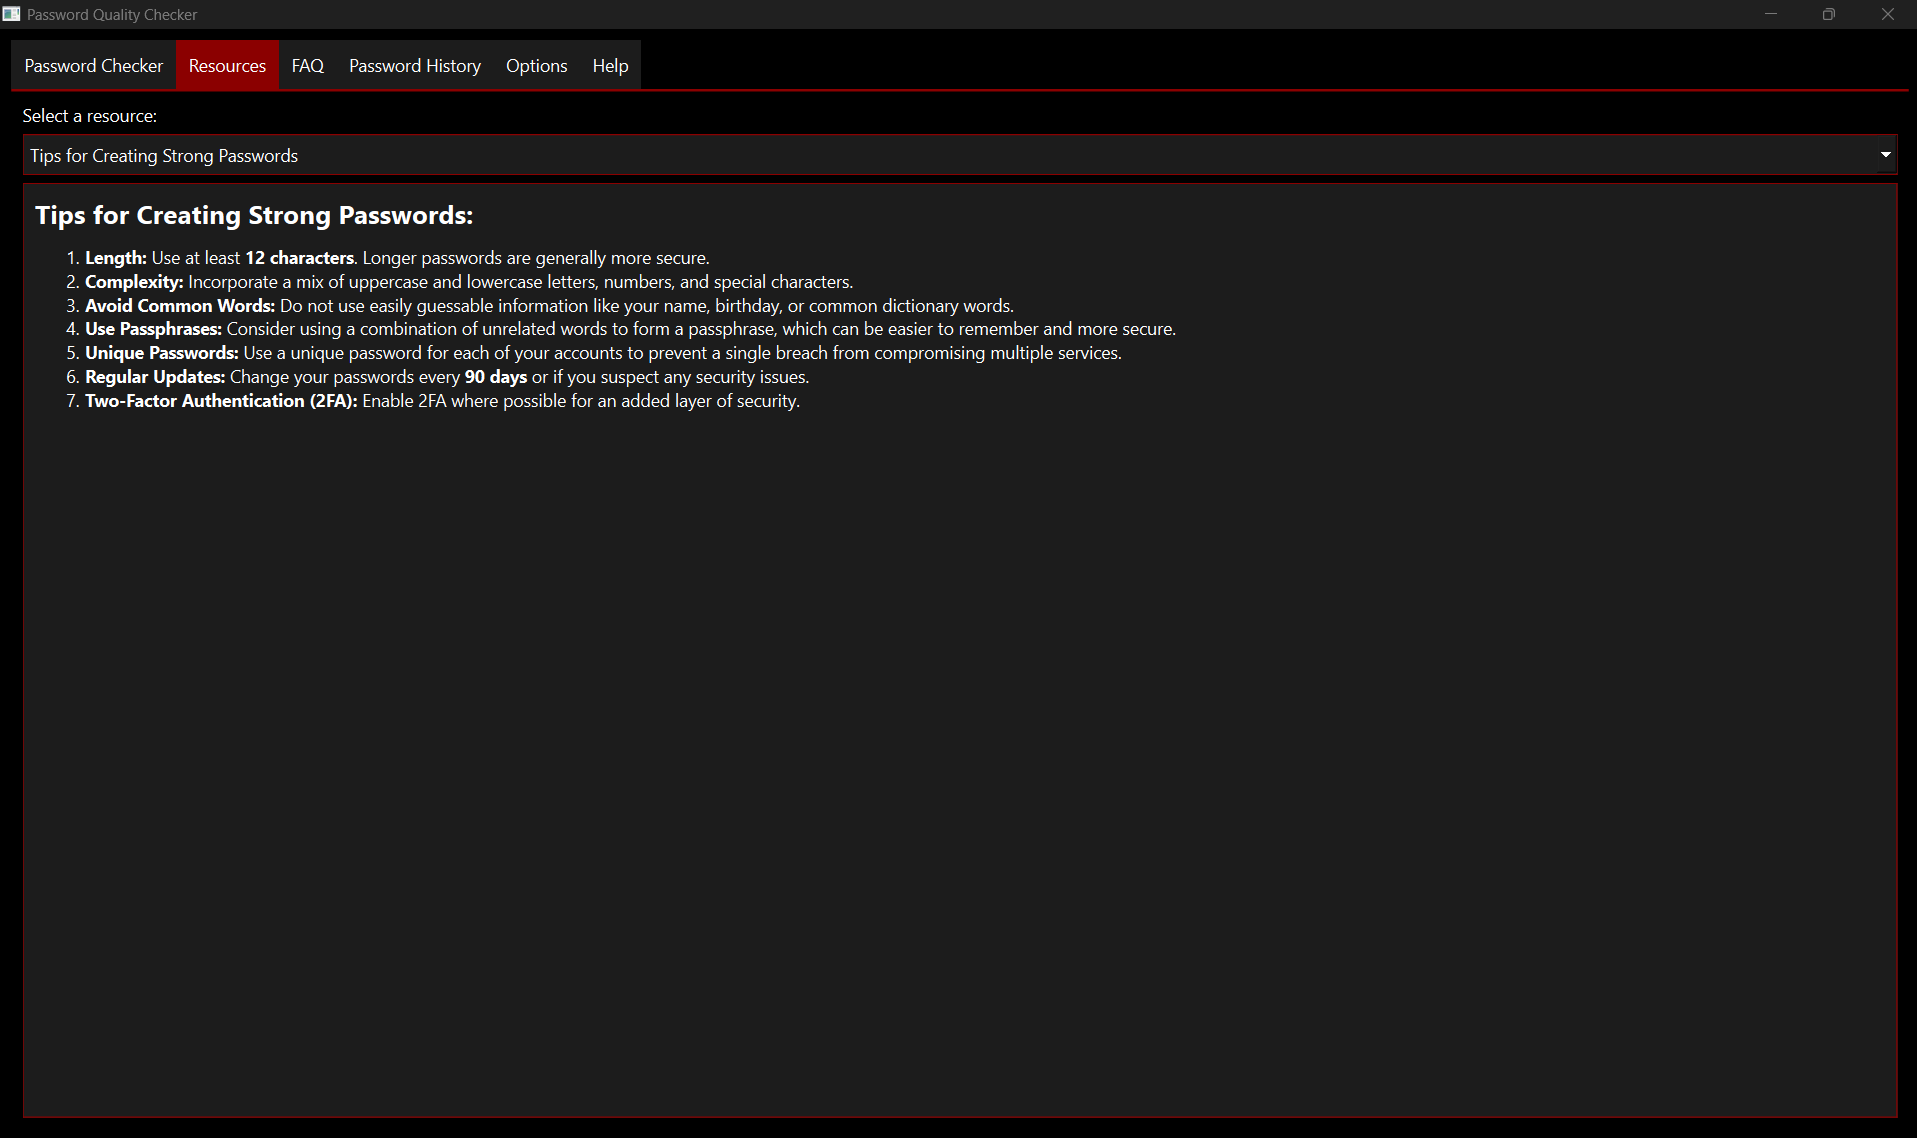 Password Quality Checker
Password Checker Resources FAQ Password History Options Help
Select a resource:
Tips for Creating Strong Passwords
Tips for Creating Strong Passwords:
1. Length: Use at least 12 characters. Longer passwords are generally more secure.
2. Complexity: Incorporate a mix of uppercase and lowercase letters, numbers, and special characters.
3. Avoid Common Words: Do not use easily guessable information like your name, birthday, or common dictionary words.
4. Use Passphrases: Consider using a combination of unrelated words to form a passphrase, which can be easier to remember and more secure.
5. Unique Passwords: Use a unique password for each of your accounts to prevent a single breach from compromising multiple services.
6. Regular Updates: Change your passwords every 90 days or if you suspect any security issues.
7. Two-Factor Authentication (2FA): Enable 2FA where possible for an added layer of security.